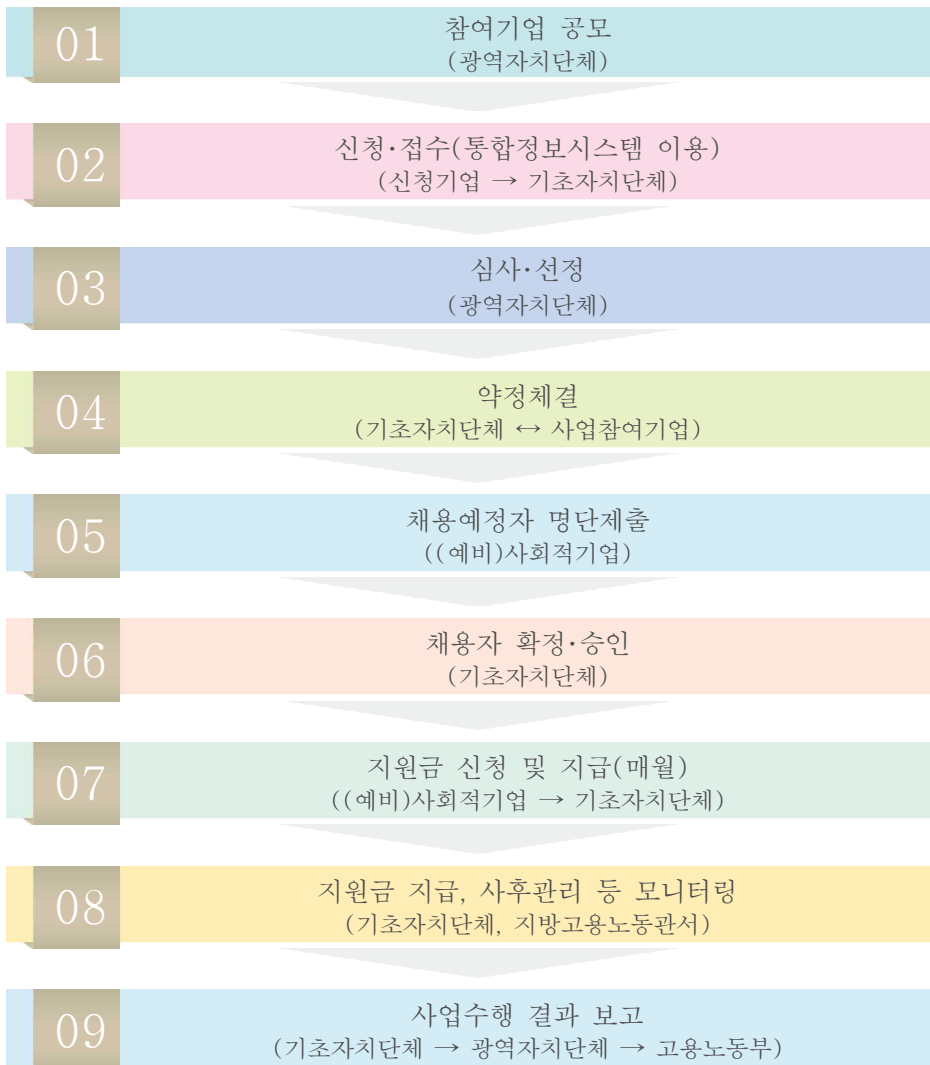 01
참여기업 공모
(광역자치단체)
02
신청·접수(통합정보시스템 이용)
(신청기업 → 기초자치단체)
03
심사·선정
(광역자치단체)
04
약정체결
(기초자치단체 ↔ 사업참여기업)
05
채용예정자 명단제출
((예비)사회적기업)
06
채용자 확정·승인
(기초자치단체)
07
지원금 신청 및 지급(매월)
((예비)사회적기업 → 기초자치단체)
08
지원금 지급, 사후관리 등 모니터링
(기초자치단체, 지방고용노동관서)
09
사업수행 결과 보고
(기초자치단체 → 광역자치단체 → 고용노동부)